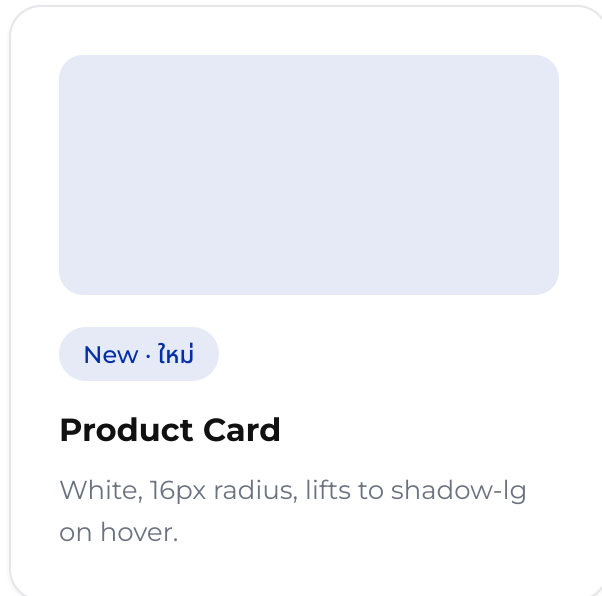 New · ใหม่
Product Card
White, 16px radius, lifts to shadow-lg
on hover.